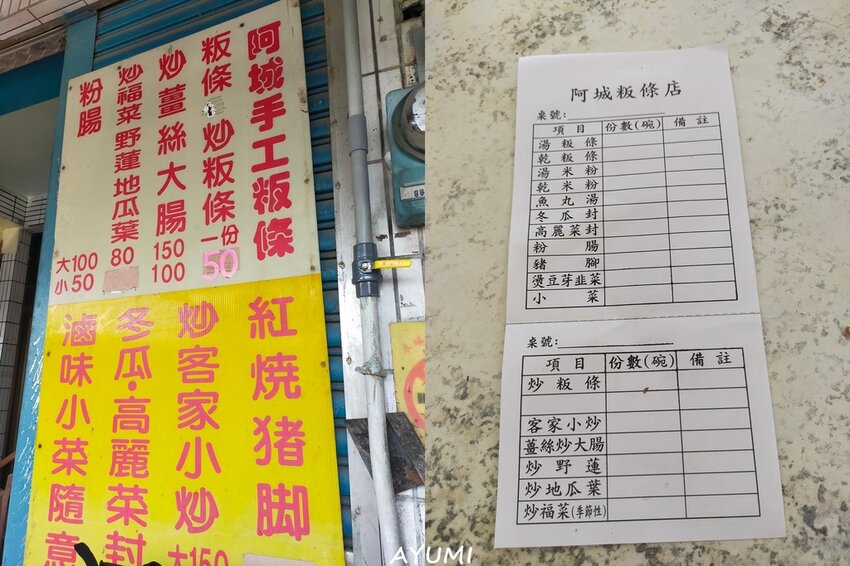 阿城手工粄條
粄條 炒粄條 一份 50
炒薑絲大腸 150 100
炒福菜野蓮地瓜葉 80
粉腸 大100 小50
紅燒猪脚
炒客家小炒 大150
冬瓜·高麗菜封
滷味小菜隨意
阿城粄條店
桌號:
項目 份數(碗) 備註
湯粄條
乾粄條
湯米粉
乾米粉
魚丸湯
冬瓜封
高麗菜封
粉腸
豬腳
燙豆芽韭菜
小菜
桌號:
項目 份數(碗) 備註
炒粄條
客家小炒
薑絲炒大腸
炒野蓮
炒地瓜葉
炒福菜(季節性)
AYUMI